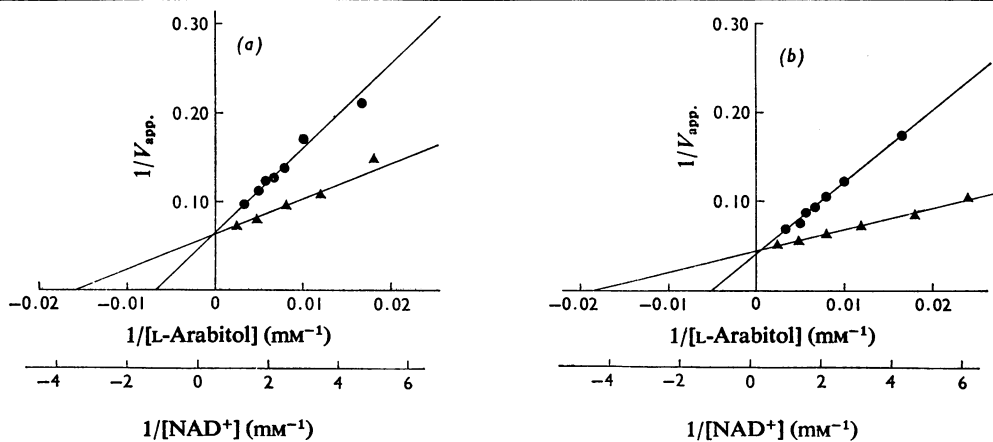 (a)
1/Vapp.
0.30
0.20
0.10
−0.02 −0.01 0 0.01 0.02
1/[L-Arabitol] (mM−1)
−4 −2 0 2 4 6
1/[NAD+] (mM−1)
(b)
1/Vapp.
0.30
0.20
0.10
−0.02 −0.01 0 0.01 0.02
1/[L-Arabitol] (mM−1)
−4 −2 0 2 4 6
1/[NAD+] (mM−1)